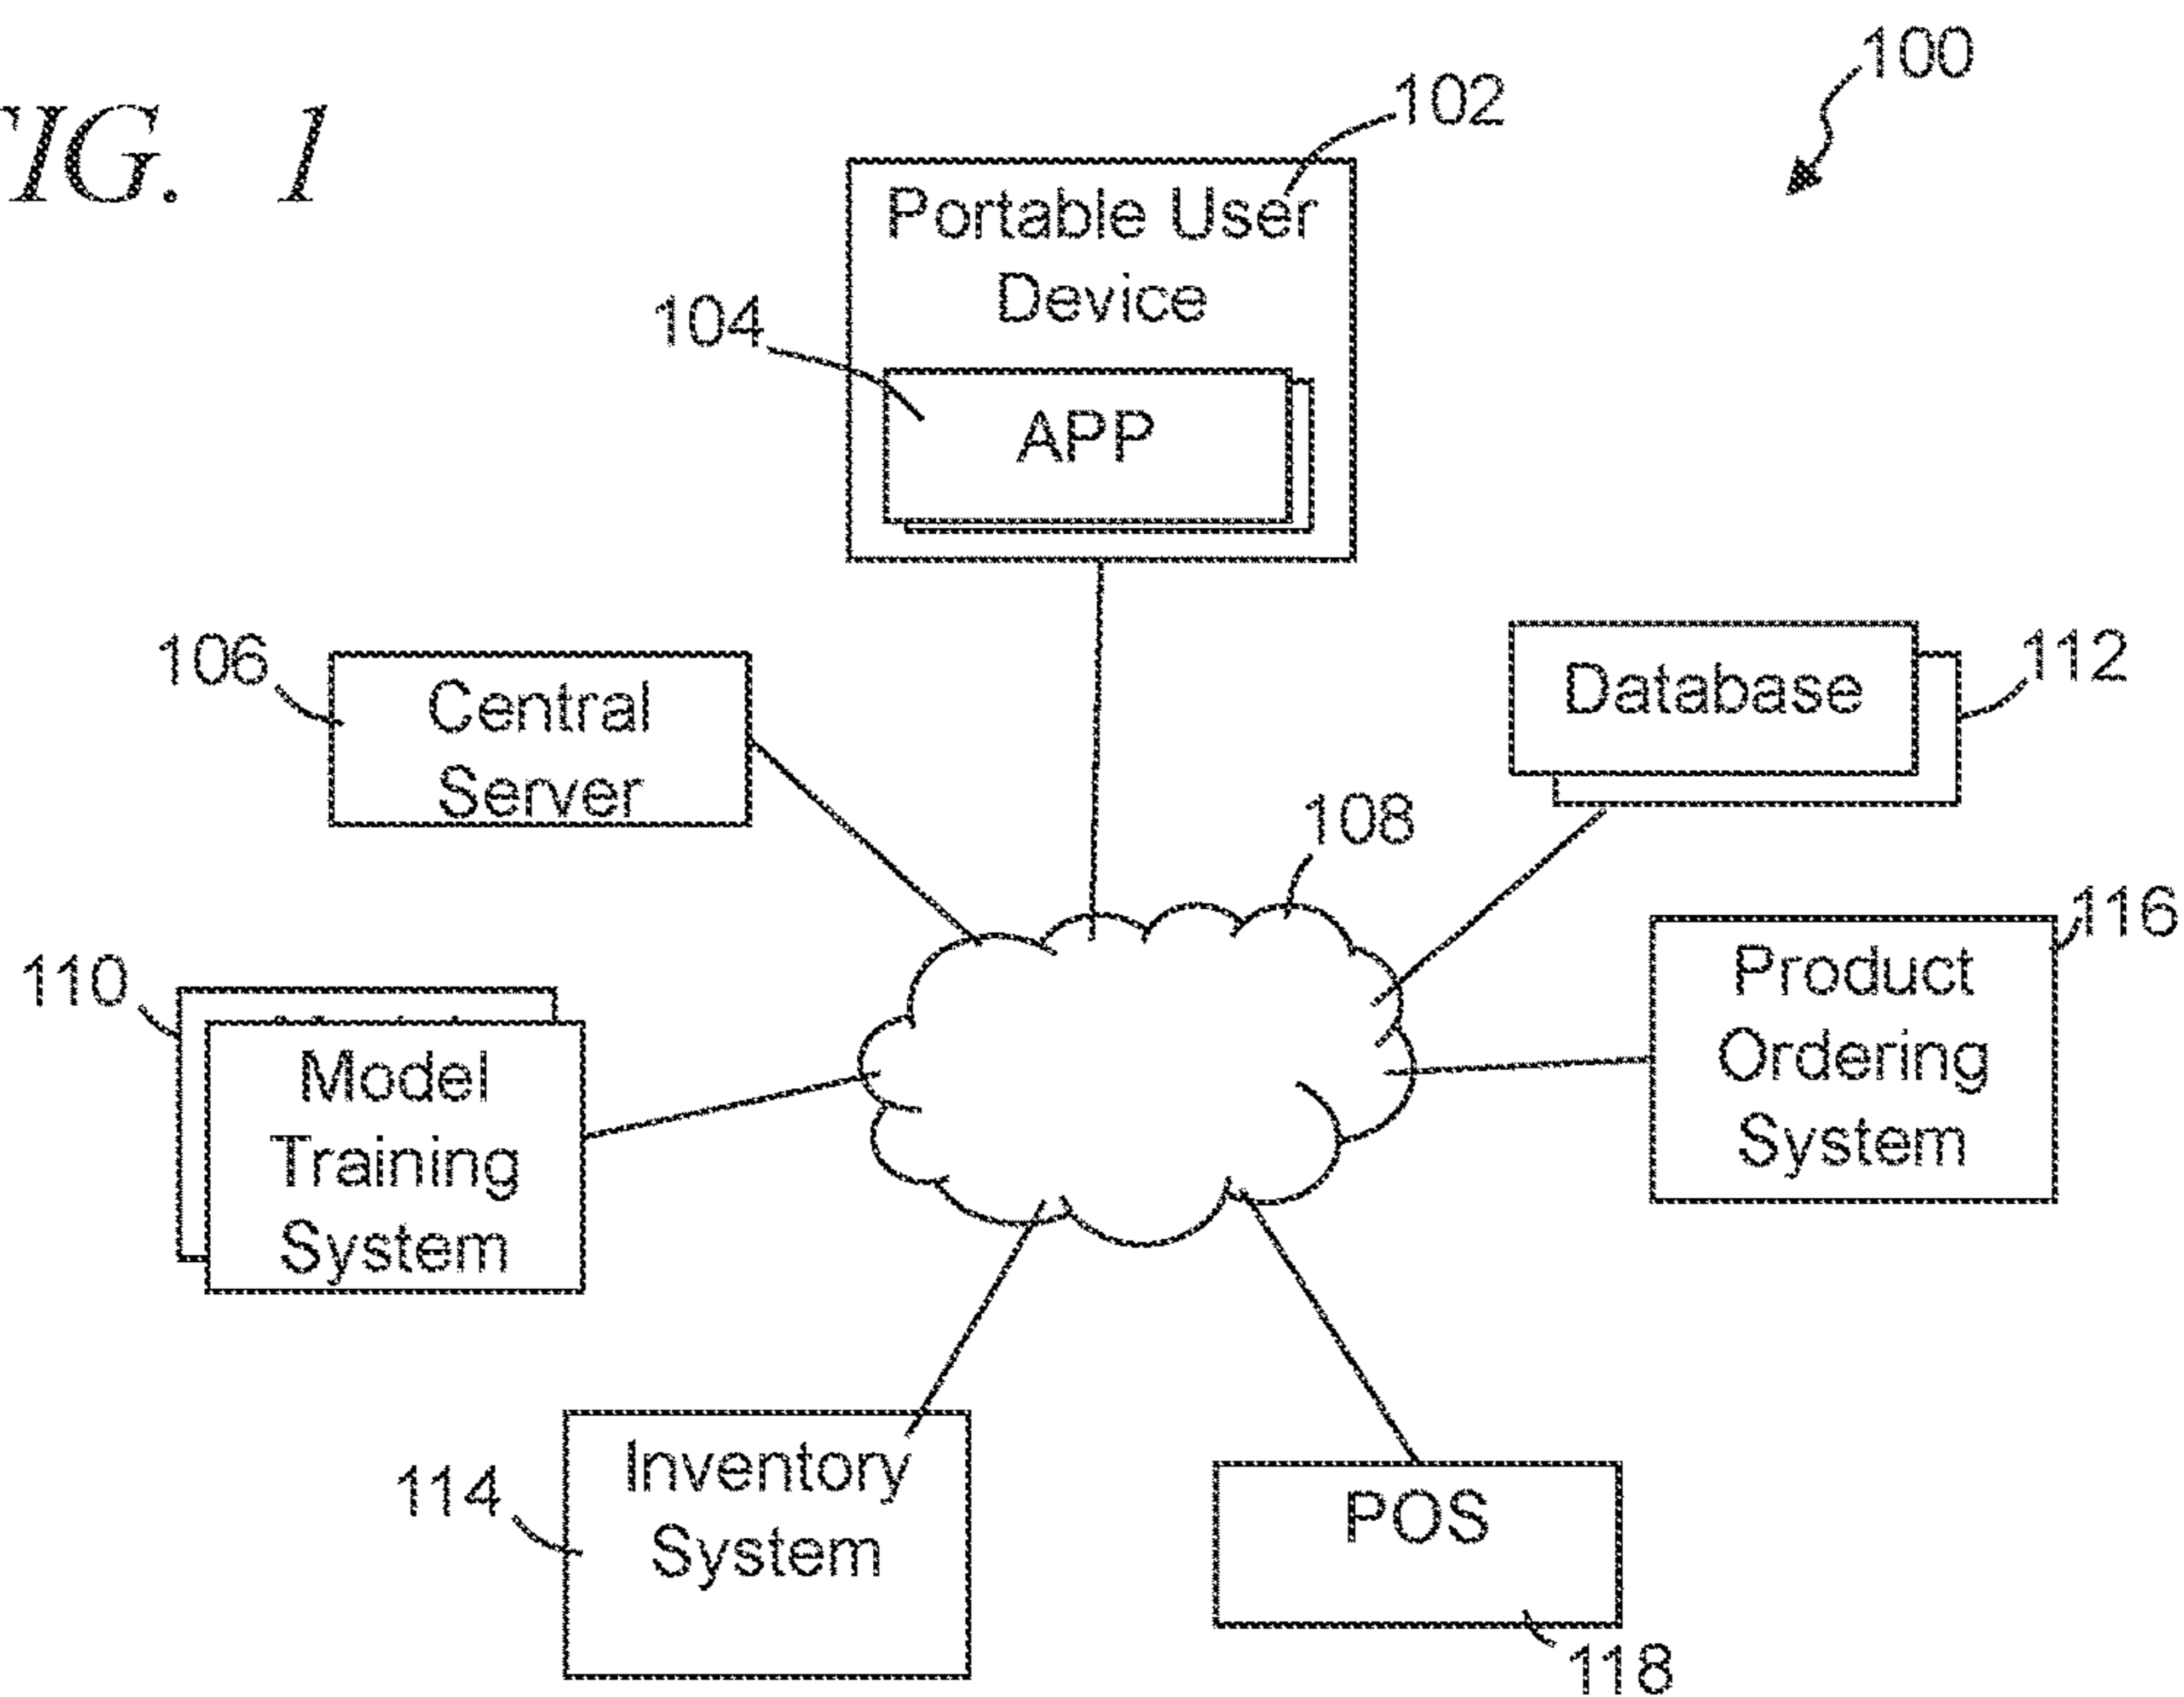 FIG. 1
100
102
Portable User
Device
104
APP
106
Central
Server
Database
112
108
116
Product
Ordering
System
110
Model
Training
System
114
Inventory
System
POS
118